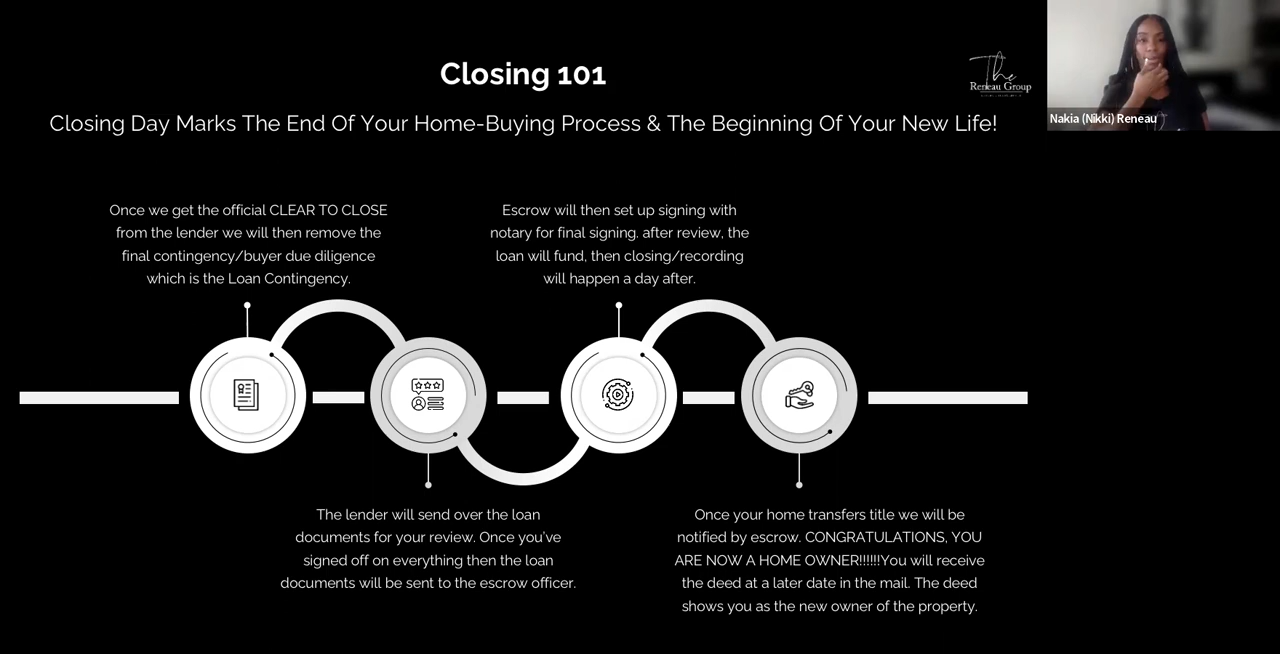 Closing 101
The
Reneau Group
Nakia (Nikki) Reneau
Closing Day Marks The End Of Your Home-Buying Process & The Beginning Of Your New Life!
Once we get the official CLEAR TO CLOSE
from the lender we will then remove the
final contingency/buyer due diligence
which is the Loan Contingency.
Escrow will then set up signing with
notary for final signing. after review, the
loan will fund, then closing/recording
will happen a day after.
The lender will send over the loan
documents for your review. Once you've
signed off on everything then the loan
documents will be sent to the escrow officer.
Once your home transfers title we will be
notified by escrow. CONGRATULATIONS, YOU
ARE NOW A HOME OWNER!!!!!!You will receive
the deed at a later date in the mail. The deed
shows you as the new owner of the property.